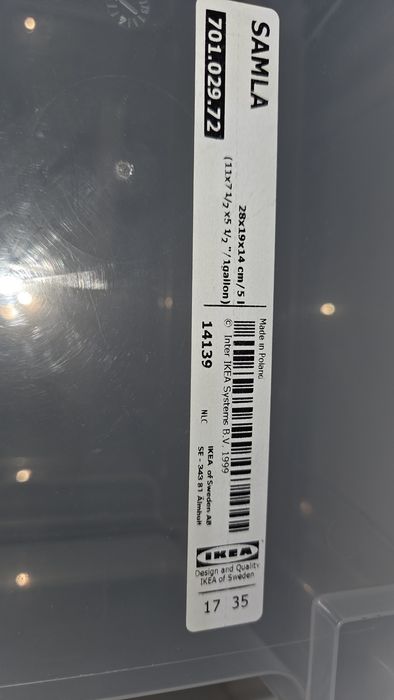 SAMLA
701.029.72
28x19x14 cm/5 l
(11x7 1/2 x5 1/2 "/1gallon)
Made in Poland
© Inter IKEA Systems B.V. 1999
14139
NLC
IKEA of Sweden AB
SE - 343 81 Älmhult
IKEA
Design and Quality
IKEA of Sweden
17 35